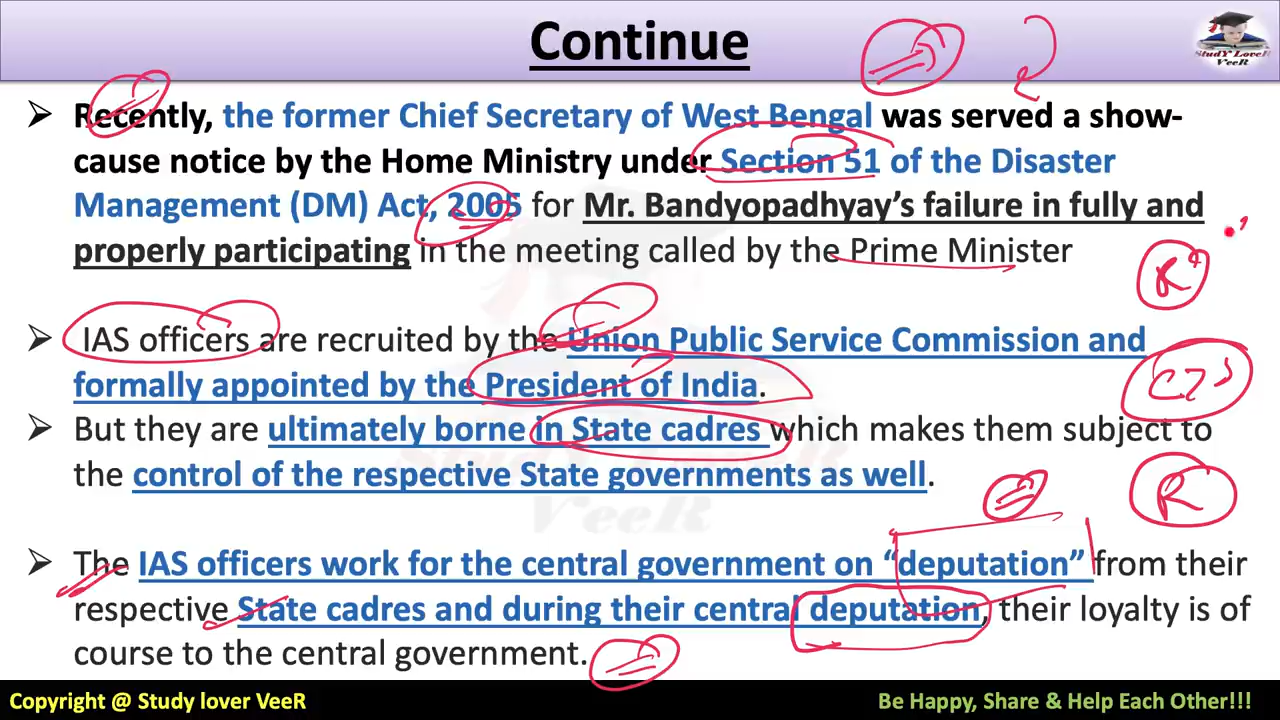 Continue
StudY LoveR
VeeR
➢ Recently, the former Chief Secretary of West Bengal was served a show-
cause notice by the Home Ministry under Section 51 of the Disaster
Management (DM) Act, 2005 for Mr. Bandyopadhyay’s failure in fully and
properly participating in the meeting called by the Prime Minister
R
➢ IAS officers are recruited by the Union Public Service Commission and
formally appointed by the President of India.
➢ But they are ultimately borne in State cadres which makes them subject to
the control of the respective State governments as well.
R
StudY LoveR
VeeR
➢ The IAS officers work for the central government on “deputation” from their
respective State cadres and during their central deputation, their loyalty is of
course to the central government.
Copyright @ Study lover VeeR
Be Happy, Share & Help Each Other!!!